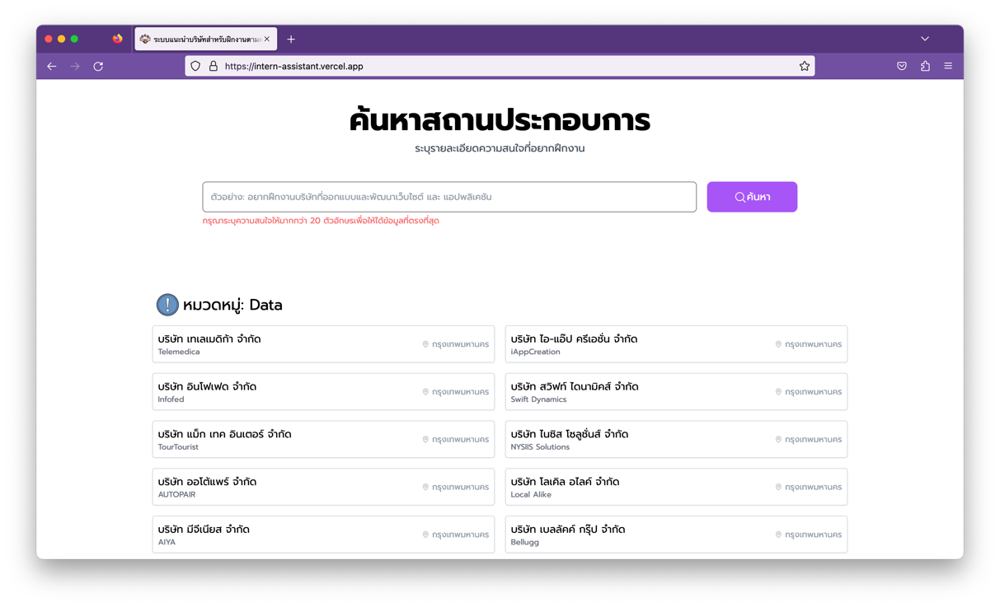 ระบบแนะนำบริษัทสำหรับฝึกงานตาม
https://intern-assistant.vercel.app
ค้นหาสถานประกอบการ
ระบุรายละเอียดความสนใจที่อยากฝึกงาน
ตัวอย่าง: อยากฝึกงานบริษัทที่ออกแบบและพัฒนาเว็บไซต์ และ แอปพลิเคชัน
ค้นหา
กรุณาระบุความสนใจให้มากกว่า 20 ตัวอักษรเพื่อให้ได้ข้อมูลที่ตรงที่สุด
หมวดหมู่: Data
บริษัท เทเลเมดิก้า จำกัด
Telemedica
กรุงเทพมหานคร
บริษัท ไอ-แอ๊ป ครีเอชั่น จำกัด
iAppCreation
กรุงเทพมหานคร
บริษัท อินโฟเฟด จำกัด
Infofed
กรุงเทพมหานคร
บริษัท สวิฟท์ ไดนามิคส์ จำกัด
Swift Dynamics
กรุงเทพมหานคร
บริษัท แม็ก เทค อินเตอร์ จำกัด
TourTourist
กรุงเทพมหานคร
บริษัท ไนซิส โซลูชั่นส์ จำกัด
NYSIIS Solutions
กรุงเทพมหานคร
บริษัท ออโต้แพร์ จำกัด
AUTOPAIR
กรุงเทพมหานคร
บริษัท โลเคิล อไลค์ จำกัด
Local Alike
กรุงเทพมหานคร
บริษัท มีจีเนียส จำกัด
AIYA
กรุงเทพมหานคร
บริษัท เบลลัคค์ กรุ๊ป จำกัด
Bellugg
กรุงเทพมหานคร